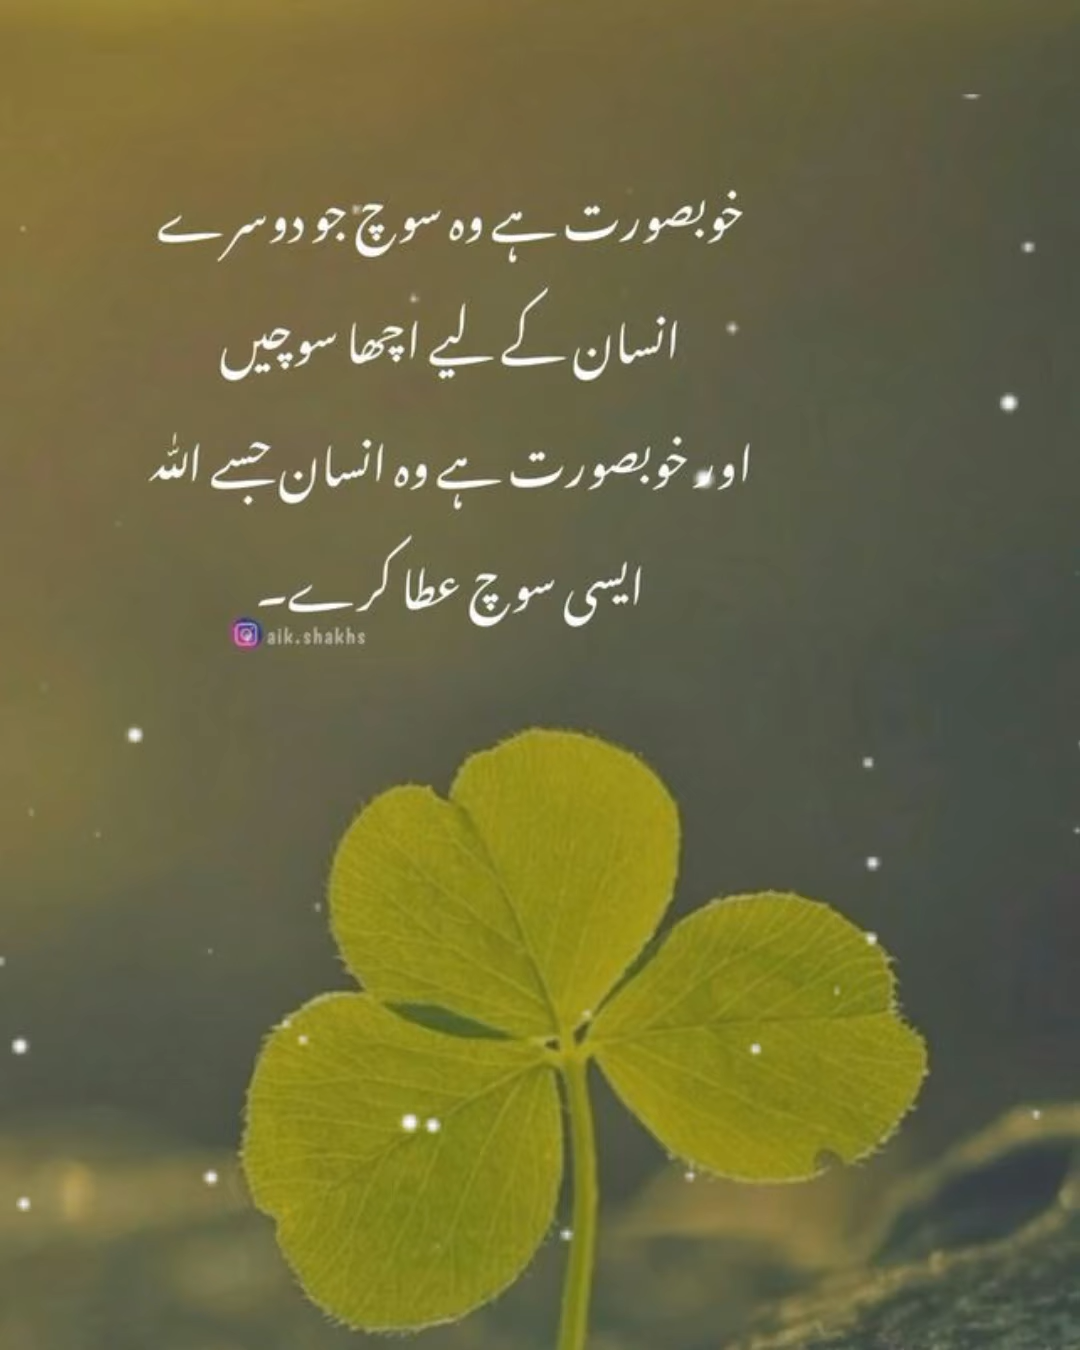 خوبصورت ہے وہ سوچ جو دوسرے
انسان کے لیے اچھا سوچیں
اور خوبصورت ہے وہ انسان جسے اللہ
ایسی سوچ عطا کرے۔
aik.shakhs